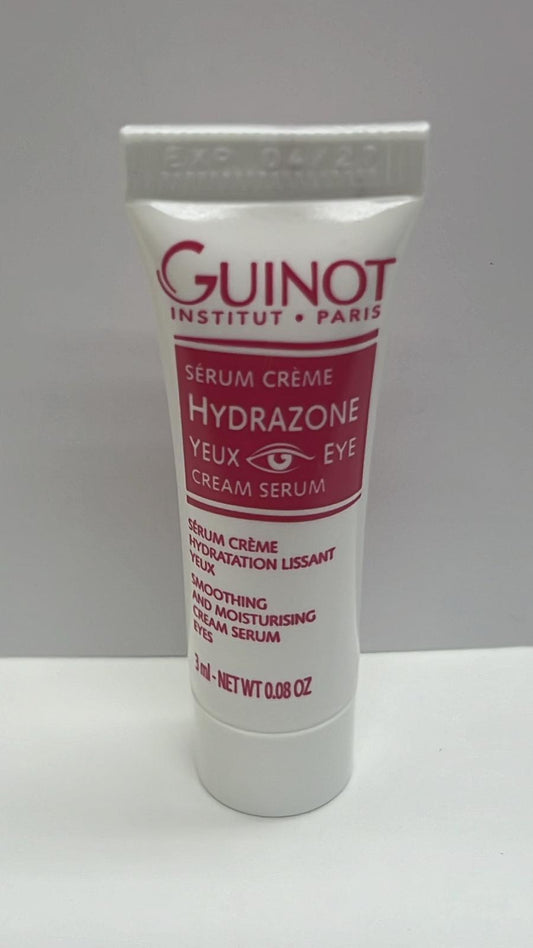 EXP 04/27
GUINOT
INSTITUT • PARIS
SÉRUM CRÈME
HYDRAZONE
YEUX EYE
CREAM SERUM
SÉRUM CRÈME
HYDRATATION LISSANT
YEUX
SMOOTHING
AND MOISTURISING
CREAM SERUM
EYES
3 ml - NET WT 0.08 OZ